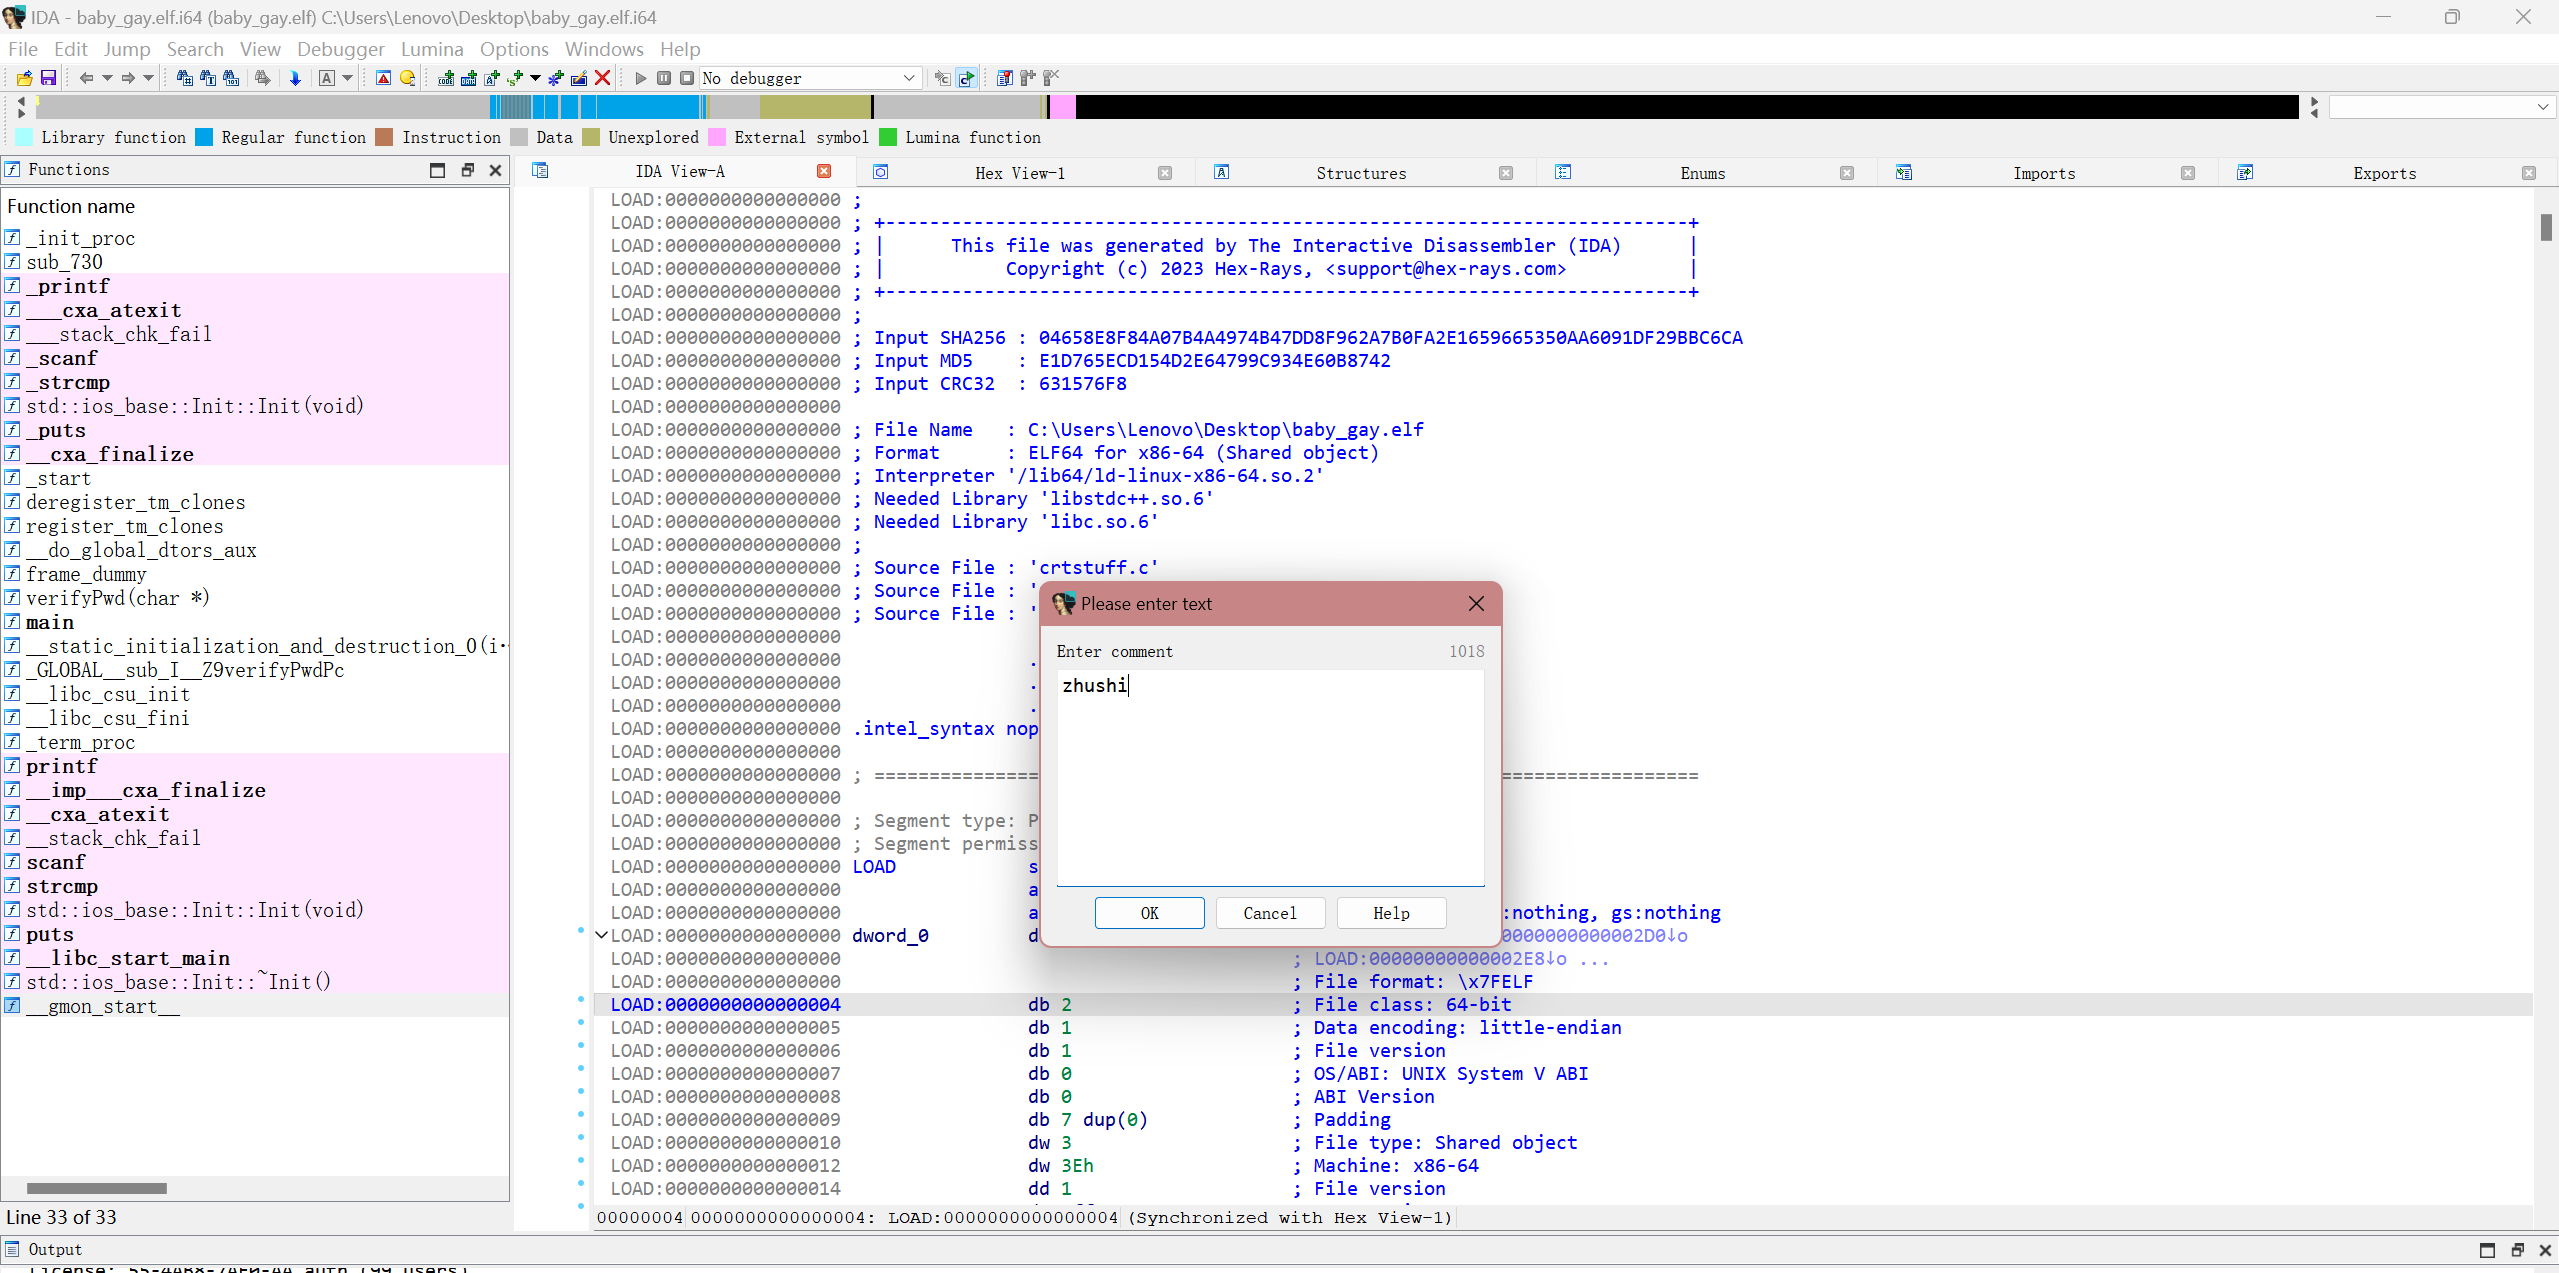 IDA - baby_gay.elf.i64 (baby_gay.elf) C:\Users\Lenovo\Desktop\baby_gay.elf.i64
File Edit Jump Search View Debugger Lumina Options Windows Help
No debugger
Library function Regular function Instruction Data Unexplored External symbol Lumina function
Functions
IDA View-A Hex View-1 Structures Enums Imports Exports
Function name
_init_proc
sub_730
_printf
___cxa_atexit
___stack_chk_fail
_scanf
_strcmp
std::ios_base::Init::Init(void)
_puts
__cxa_finalize
_start
deregister_tm_clones
register_tm_clones
__do_global_dtors_aux
frame_dummy
verifyPwd(char *)
main
__static_initialization_and_destruction_0(i
_GLOBAL__sub_I__Z9verifyPwdPc
__libc_csu_init
__libc_csu_fini
_term_proc
printf
__imp___cxa_finalize
__cxa_atexit
__stack_chk_fail
scanf
strcmp
std::ios_base::Init::Init(void)
puts
__libc_start_main
std::ios_base::Init::~Init()
__gmon_start__
Line 33 of 33
LOAD:0000000000000000 ;
LOAD:0000000000000000 ; +-------------------------------------------------------------------------+
LOAD:0000000000000000 ; | This file was generated by The Interactive Disassembler (IDA) |
LOAD:0000000000000000 ; | Copyright (c) 2023 Hex-Rays, <support@hex-rays.com> |
LOAD:0000000000000000 ; +-------------------------------------------------------------------------+
LOAD:0000000000000000 ;
LOAD:0000000000000000 ; Input SHA256 : 04658E8F84A07B4A4974B47DD8F962A7B0FA2E1659665350AA6091DF29BBC6CA
LOAD:0000000000000000 ; Input MD5 : E1D765ECD154D2E64799C934E60B8742
LOAD:0000000000000000 ; Input CRC32 : 631576F8
LOAD:0000000000000000
LOAD:0000000000000000 ; File Name : C:\Users\Lenovo\Desktop\baby_gay.elf
LOAD:0000000000000000 ; Format : ELF64 for x86-64 (Shared object)
LOAD:0000000000000000 ; Interpreter '/lib64/ld-linux-x86-64.so.2'
LOAD:0000000000000000 ; Needed Library 'libstdc++.so.6'
LOAD:0000000000000000 ; Needed Library 'libc.so.6'
LOAD:0000000000000000 ;
LOAD:0000000000000000 ; Source File : 'crtstuff.c'
LOAD:0000000000000000 ; Source File : '
LOAD:0000000000000000 ; Source File : '
LOAD:0000000000000000
LOAD:0000000000000000 .
LOAD:0000000000000000 .
LOAD:0000000000000000 .
LOAD:0000000000000000 .intel_syntax nop
LOAD:0000000000000000
LOAD:0000000000000000 ; =================================
LOAD:0000000000000000
LOAD:0000000000000000 ; Segment type: P
LOAD:0000000000000000 ; Segment permiss
LOAD:0000000000000000 LOAD s
LOAD:0000000000000000 a
LOAD:0000000000000000 a :nothing, gs:nothing
LOAD:0000000000000000 dword_0 d 0000000000002D0↓o
LOAD:0000000000000000 ; LOAD:00000000000002E8↓o ...
LOAD:0000000000000000 ; File format: \x7FELF
LOAD:0000000000000004 db 2 ; File class: 64-bit
LOAD:0000000000000005 db 1 ; Data encoding: little-endian
LOAD:0000000000000006 db 1 ; File version
LOAD:0000000000000007 db 0 ; OS/ABI: UNIX System V ABI
LOAD:0000000000000008 db 0 ; ABI Version
LOAD:0000000000000009 db 7 dup(0) ; Padding
LOAD:0000000000000010 dw 3 ; File type: Shared object
LOAD:0000000000000012 dw 3Eh ; Machine: x86-64
LOAD:0000000000000014 dd 1 ; File version
00000004 0000000000000004: LOAD:0000000000000004 (Synchronized with Hex View-1)
Please enter text
Enter comment 1018
zhushi
OK Cancel Help
Output